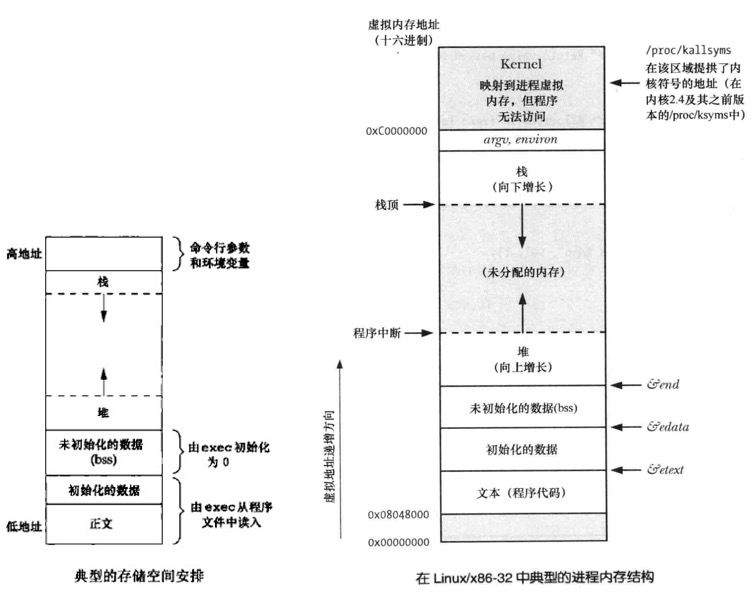 高地址
命令行参数
和环境变量
栈
堆
未初始化的数据
(bss)
由exec初始化
为0
初始化的数据
由exec从程序
文件中读入
低地址
正文
典型的存储空间安排
虚拟内存地址
(十六进制)
Kernel
映射到进程虚拟
内存,但程序
无法访问
/proc/kallsyms
在该区域提拱了内
核符号的地址(在
内核2.4及其之前版
本的/proc/ksyms中)
0xC0000000
argv, environ
栈
(向下增长)
栈顶
(未分配的内存)
程序中断
堆
(向上增长)
&end
未初始化的数据(bss)
&edata
初始化的数据
&etext
文本(程序代码)
0x08048000
0x00000000
虚拟地址递增方向
在 Linux/x86-32 中典型的进程内存结构